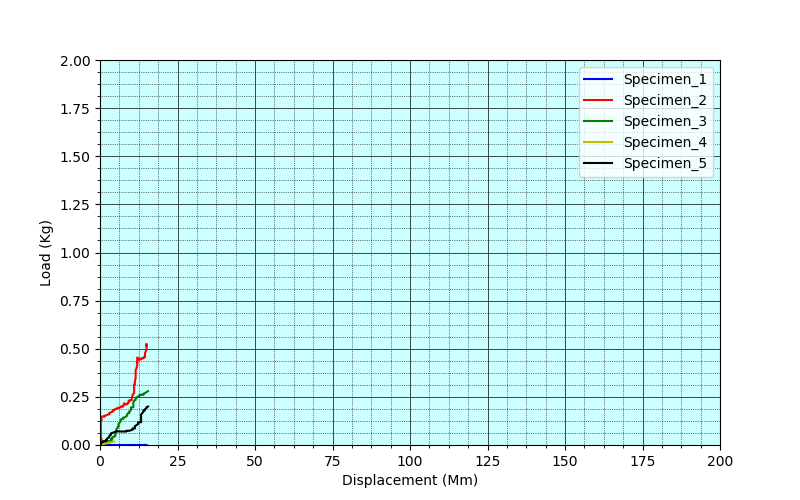 2.00
1.75
1.50
1.25
1.00
0.75
0.50
0.25
0.00
Load (Kg)
Specimen_1
Specimen_2
Specimen_3
Specimen_4
Specimen_5
0 25 50 75 100 125 150 175 200
Displacement (Mm)